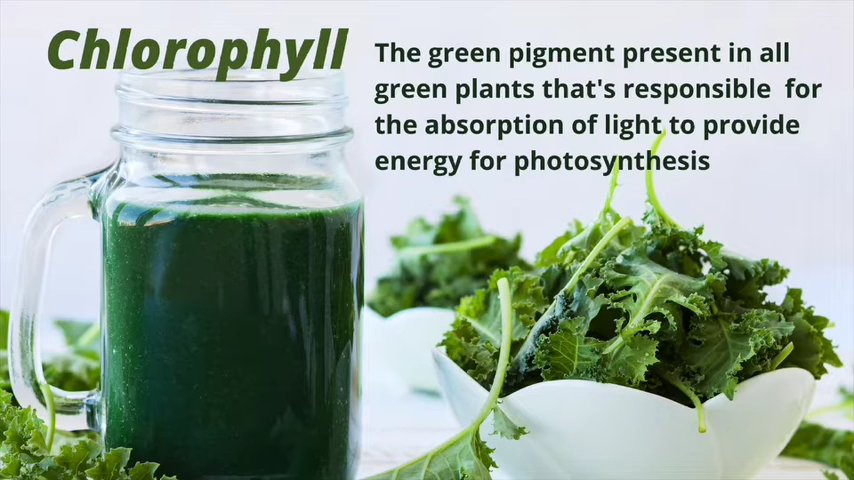 Chlorophyll
The green pigment present in all
green plants that's responsible  for
the absorption of light to provide
energy for photosynthesis